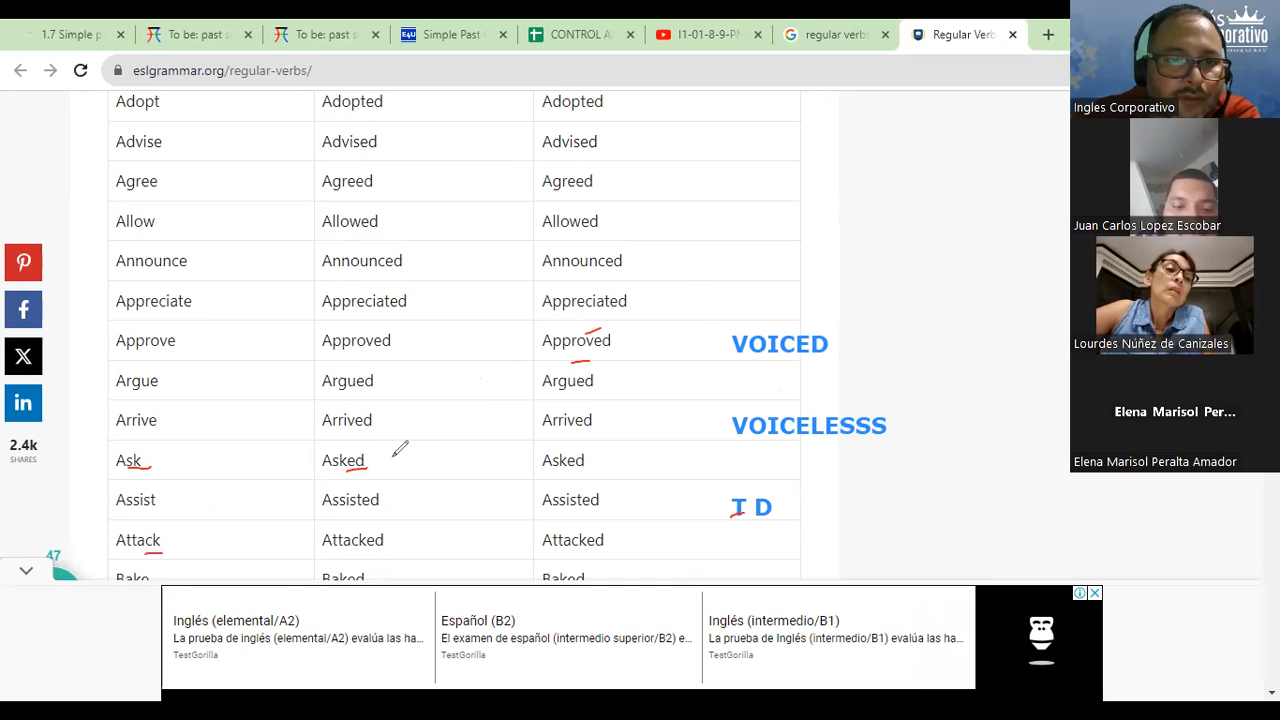 1.7 Simple p
To be: past s
To be: past s
Simple Past
CONTROL A
I1-01-8-9-PM
regular verb
Regular Verb
eslgrammar.org/regular-verbs/
Adopt Adopted Adopted
Advise Advised Advised
Agree Agreed Agreed
Allow Allowed Allowed
Announce Announced Announced
Appreciate Appreciated Appreciated
Approve Approved Approved
VOICED
Argue Argued Argued
Arrive Arrived Arrived
VOICELESSS
Ask Asked Asked
Assist Assisted Assisted
T D
Attack Attacked Attacked
Bake Baked Baked
2.4k
SHARES
47
Inglés (elemental/A2)
La prueba de inglés (elemental/A2) evalúa las ha...
TestGorilla
Español (B2)
El examen de español (intermedio superior/B2) e...
TestGorilla
Inglés (intermedio/B1)
La prueba de Inglés (intermedio/B1) evalúa las ha...
TestGorilla
Ingles Corporativo
Juan Carlos Lopez Escobar
Lourdes Núñez de Canizales
Elena Marisol Per...
Elena Marisol Peralta Amador